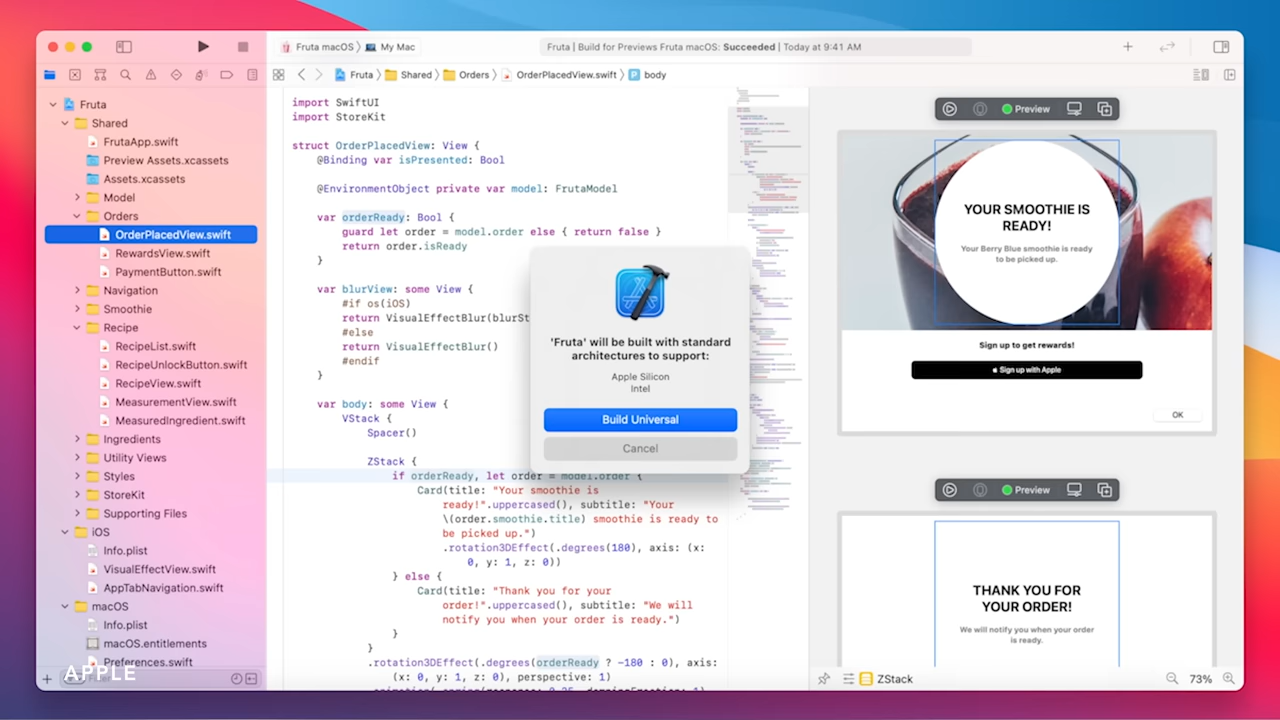 Fruta macOS
My Mac
Fruta | Build for Previews Fruta macOS: Succeeded | Today at 9:41 AM
Fruta
Shared
Orders
OrderPlacedView.swift
body
Fruta
Shared
FrutaApp.swift
Preview Assets.xcassets
Assets.xcassets
Model
Orders
OrderPlacedView.swift
RewardsView.swift
PaymentButton.swift
Navigation
Smoothie
Recipe
RecipeList.swift
RecipeUnlockButton.swift
RecipeView.swift
MeasurementView.swift
MeasuredIngredient.swift
Ingredients
Utility Views
Styles
StoreKit
Supporting Files
iOS
Info.plist
VisualEffectView.swift
AppTabNavigation.swift
macOS
Info.plist
macOS.entitlements
Preferences.swift
APPLE
import SwiftUI
import StoreKit
struct OrderPlacedView: View {
@Binding var isPresented: Bool
@EnvironmentObject private var model: FrutaModel
var orderReady: Bool {
guard let order = model.order else { return false }
return order.isReady
}
var blurView: some View {
#if os(iOS)
return VisualEffectBlur(blurSt
#else
return VisualEffectBlur()
#endif
}
var body: some View {
VStack {
Spacer()
ZStack {
if orderReady, let order = model.order {
Card(title: "Your smoothie is
ready!".uppercased(), subtitle: "Your
\(order.smoothie.title) smoothie is ready to
be picked up.")
.rotation3DEffect(.degrees(180), axis: (x:
0, y: 1, z: 0))
} else {
Card(title: "Thank you for your
order!".uppercased(), subtitle: "We will
notify you when your order is ready.")
}
}
.rotation3DEffect(.degrees(orderReady ? -180 : 0), axis:
(x: 0, y: 1, z: 0), perspective: 1)
'Fruta' will be built with standard
architectures to support:
Apple Silicon
Intel
Build Universal
Cancel
Preview
YOUR SMOOTHIE IS
READY!
Your Berry Blue smoothie is ready
to be picked up.
Sign up to get rewards!
Sign up with Apple
OK
Preview
THANK YOU FOR
YOUR ORDER!
We will notify you when your order
is ready.
ZStack
73%